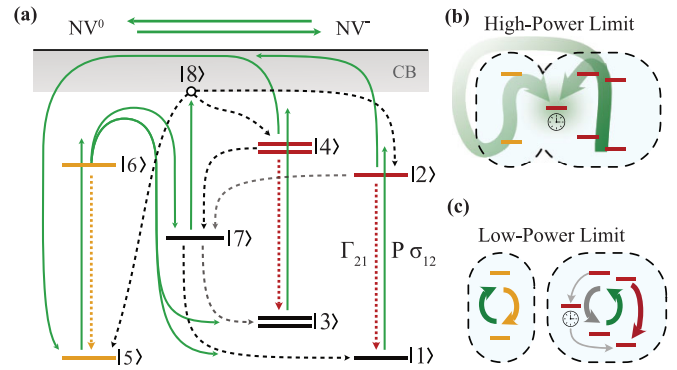 (a)
NV⁰
NV⁻
CB
|8⟩
|4⟩
|6⟩
|2⟩
|7⟩
Γ₂₁
P σ₁₂
|3⟩
|5⟩
|1⟩
(b)
High-Power Limit
(c)
Low-Power Limit